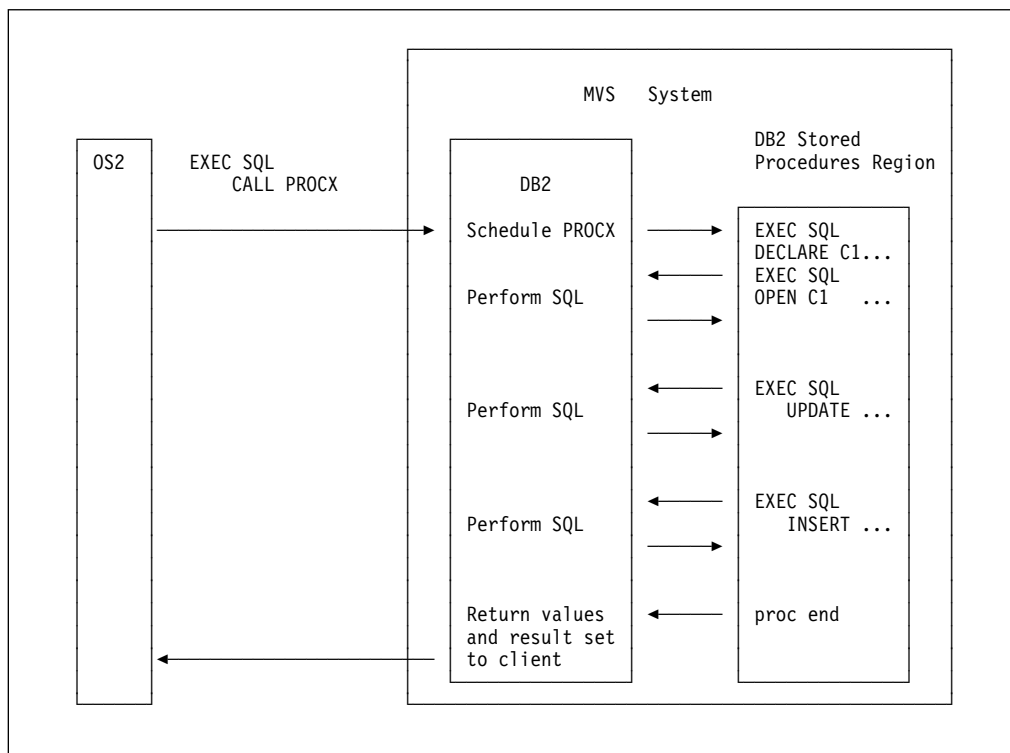 MVS System
DB2 Stored
Procedures Region
OS2
EXEC SQL
CALL PROCX
DB2
Schedule PROCX
EXEC SQL
DECLARE C1...
EXEC SQL
Perform SQL
OPEN C1 ...
EXEC SQL
Perform SQL
UPDATE ...
EXEC SQL
Perform SQL
INSERT ...
Return values
and result set
to client
proc end